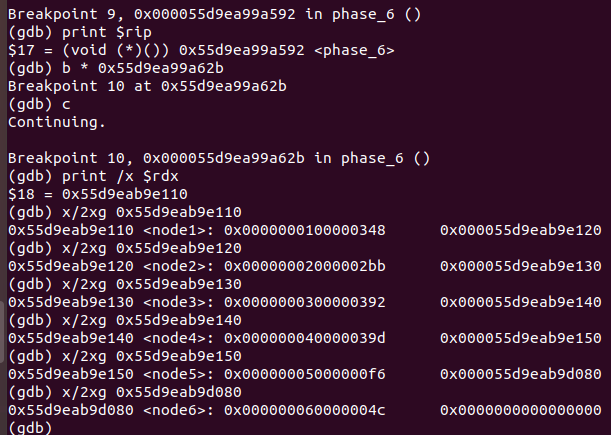 Breakpoint 9, 0x000055d9ea99a592 in phase_6 ()
(gdb) print $rip
$17 = (void (*)()) 0x55d9ea99a592 <phase_6>
(gdb) b * 0x55d9ea99a62b
Breakpoint 10 at 0x55d9ea99a62b
(gdb) c
Continuing.
Breakpoint 10, 0x000055d9ea99a62b in phase_6 ()
(gdb) print /x $rdx
$18 = 0x55d9eab9e110
(gdb) x/2xg 0x55d9eab9e110
0x55d9eab9e110 <node1>: 0x0000000100000348 0x000055d9eab9e120
(gdb) x/2xg 0x55d9eab9e120
0x55d9eab9e120 <node2>: 0x00000002000002bb 0x000055d9eab9e130
(gdb) x/2xg 0x55d9eab9e130
0x55d9eab9e130 <node3>: 0x0000000300000392 0x000055d9eab9e140
(gdb) x/2xg 0x55d9eab9e140
0x55d9eab9e140 <node4>: 0x000000040000039d 0x000055d9eab9e150
(gdb) x/2xg 0x55d9eab9e150
0x55d9eab9e150 <node5>: 0x00000005000000f6 0x000055d9eab9d080
(gdb) x/2xg 0x55d9eab9d080
0x55d9eab9d080 <node6>: 0x000000060000004c 0x0000000000000000
(gdb)